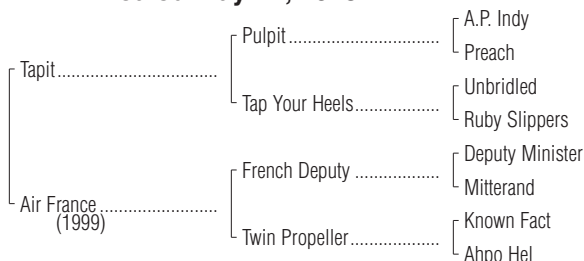 A.P. Indy
Pulpit
Preach
Tapit
Unbridled
Tap Your Heels
Ruby Slippers
Deputy Minister
French Deputy
Mitterand
Air France
(1999)
Known Fact
Twin Propeller
Ahpo Hel